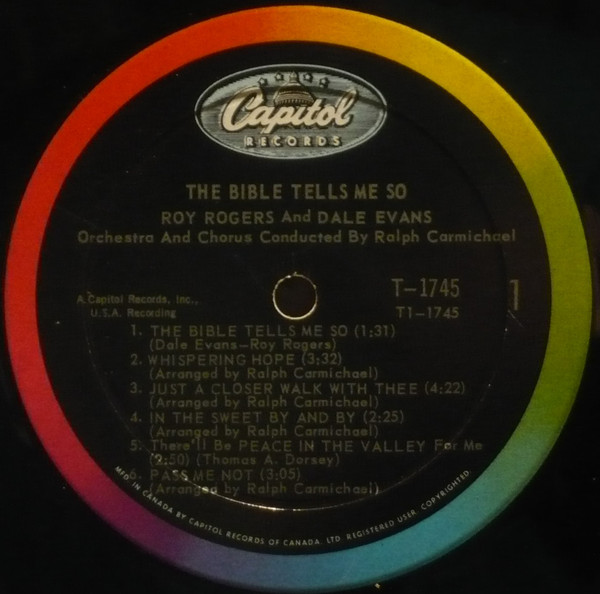 Capitol
RECORDS
THE BIBLE TELLS ME SO
ROY ROGERS And DALE EVANS
Orchestra And Chorus Conducted By Ralph Carmichael
A Capitol Records, Inc.,
U.S.A. Recording
T-1745
T1-1745
1
1. THE BIBLE TELLS ME SO (1:31)
(Dale Evans-Roy Rogers)
2. WHISPERING HOPE (3:32)
(Arranged by Ralph Carmichael)
3. JUST A CLOSER WALK WITH THEE (4:22)
(Arranged by Ralph Carmichael)
4. IN THE SWEET BY AND BY (2:25)
(Arranged by Ralph Carmichael)
5. There'll Be PEACE IN THE VALLEY For Me
(2:50) (Thomas A. Dorsey)
6. PASS ME NOT (3:05)
(Arranged by Ralph Carmichael)
MFD. IN CANADA BY CAPITOL RECORDS OF CANADA. LTD. REGISTERED USER. COPYRIGHTED.